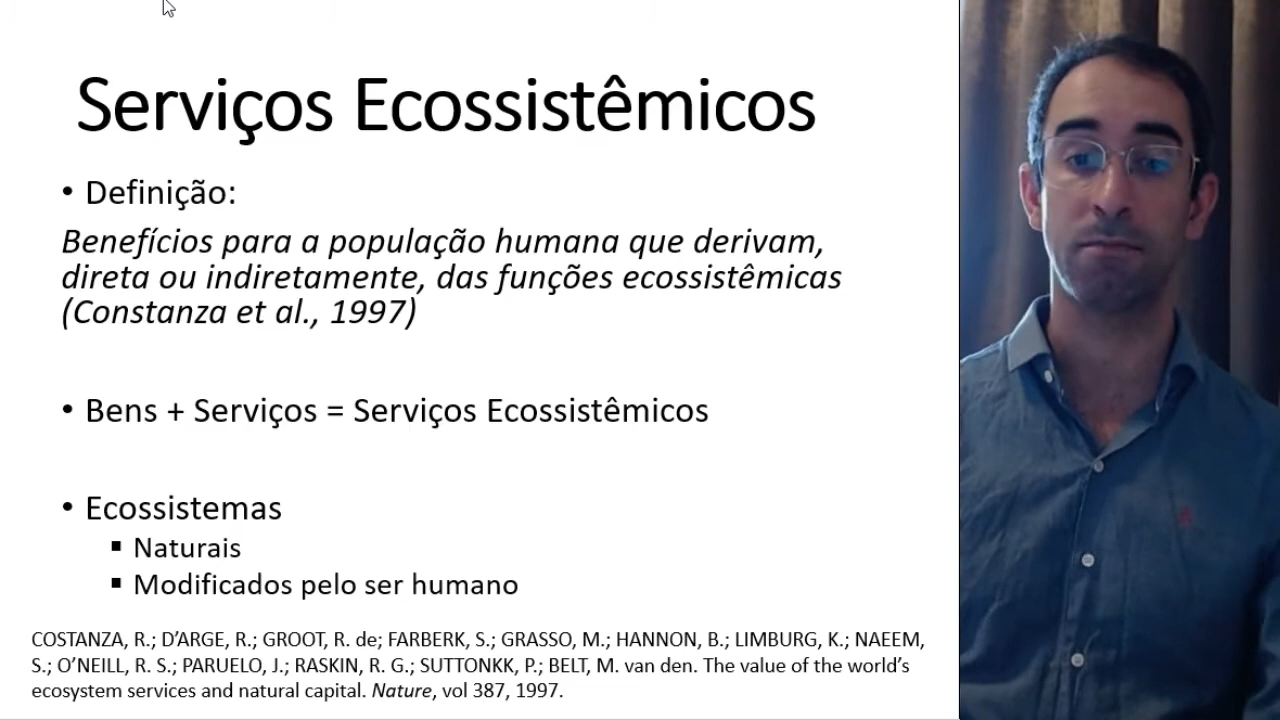 Serviços Ecossistêmicos
• Definição:
Benefícios para a população humana que derivam,
direta ou indiretamente, das funções ecossistêmicas
(Constanza et al., 1997)
• Bens + Serviços = Serviços Ecossistêmicos
• Ecossistemas
▪ Naturais
▪ Modificados pelo ser humano
COSTANZA, R.; D’ARGE, R.; GROOT, R. de; FARBERK, S.; GRASSO, M.; HANNON, B.; LIMBURG, K.; NAEEM,
S.; O’NEILL, R. S.; PARUELO, J.; RASKIN, R. G.; SUTTONKK, P.; BELT, M. van den. The value of the world’s
ecosystem services and natural capital. Nature, vol 387, 1997.